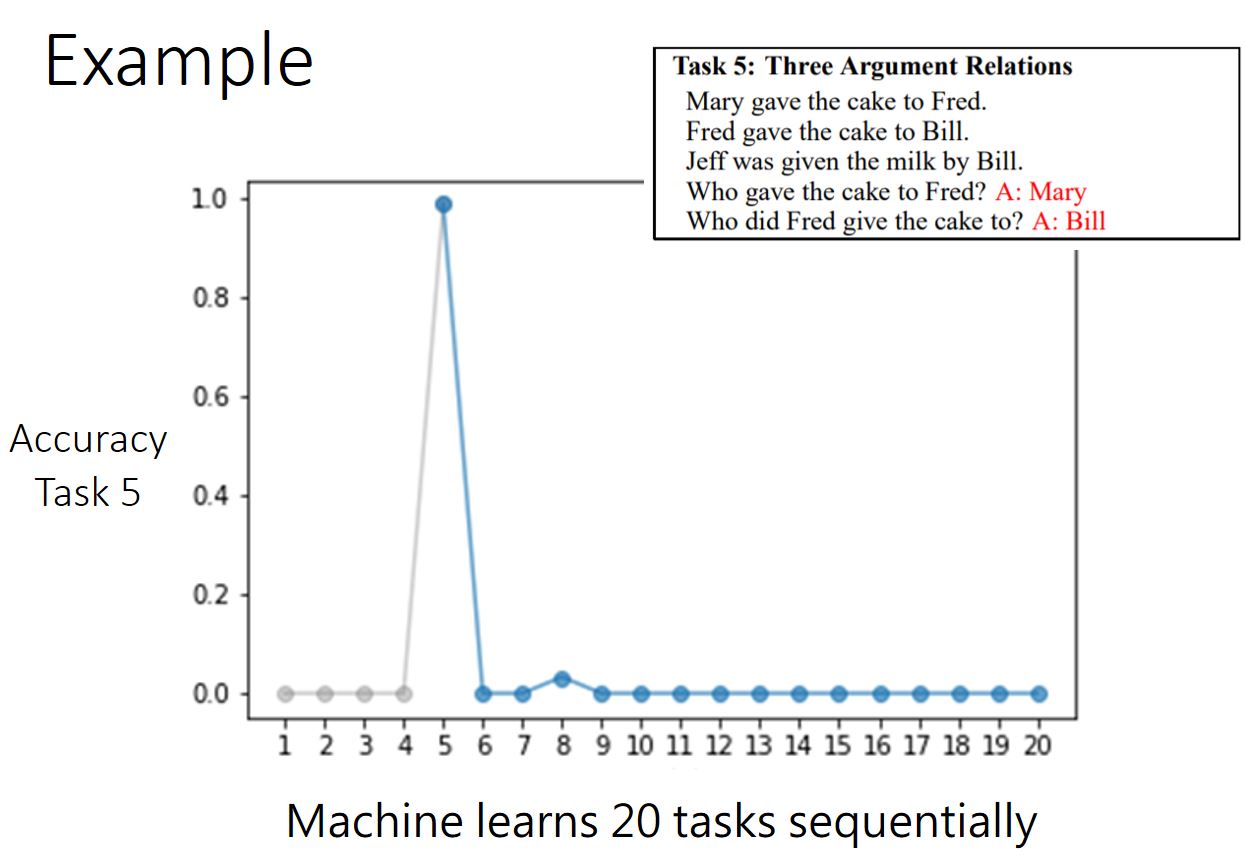 Example
Task 5: Three Argument Relations
Mary gave the cake to Fred.
Fred gave the cake to Bill.
Jeff was given the milk by Bill.
Who gave the cake to Fred? A: Mary
Who did Fred give the cake to? A: Bill
1.0
0.8
0.6
0.4
0.2
0.0
Accuracy
Task 5
1 2 3 4 5 6 7 8 9 10 11 12 13 14 15 16 17 18 19 20
Machine learns 20 tasks sequentially